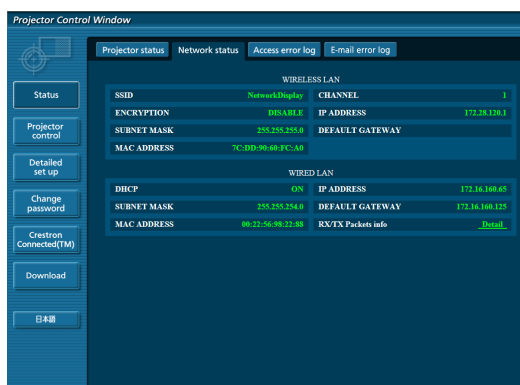 Projector Control Window
Projector status Network status Access error log E-mail error log
WIRELESS LAN
SSID NetworkDisplay CHANNEL 1
ENCRYPTION DISABLE IP ADDRESS 172.28.120.1
SUBNET MASK 255.255.255.0 DEFAULT GATEWAY
MAC ADDRESS 7C:DD:90:60:FC:A0
WIRED LAN
DHCP ON IP ADDRESS 172.16.160.65
SUBNET MASK 255.255.254.0 DEFAULT GATEWAY 172.16.160.125
MAC ADDRESS 00:22:56:98:22:88 RX/TX Packets info Detail
Status
Projector
control
Detailed
set up
Change
password
Crestron
Connected(TM)
Download
日本語